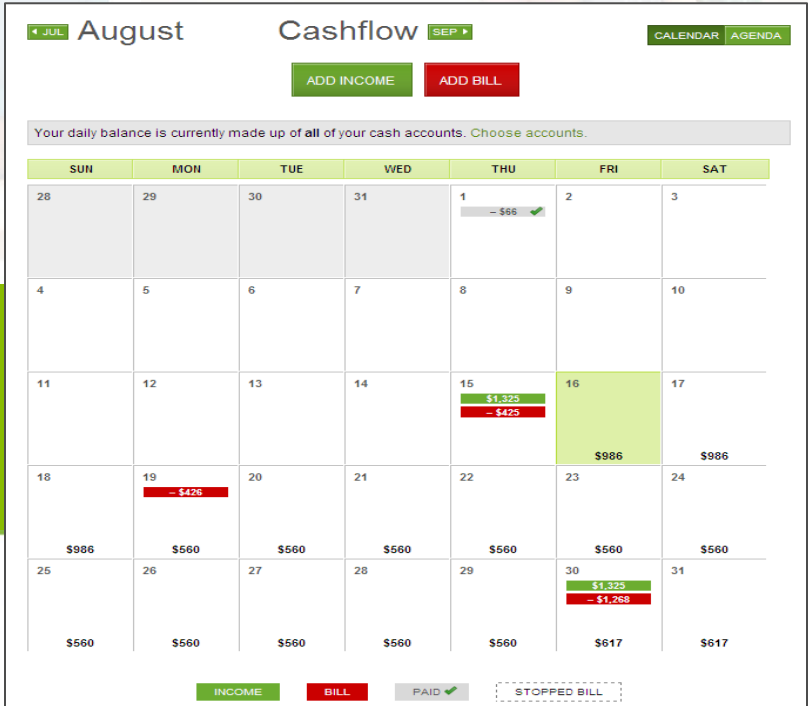 JUL August Cashflow SEP CALENDAR AGENDA
ADD INCOME ADD BILL
Your daily balance is currently made up of all of your cash accounts. Choose accounts.
SUN MON TUE WED THU FRI SAT
28 29 30 31 1 2 3
– $66
4 5 6 7 8 9 10
11 12 13 14 15 16 17
$1,325
– $425
$986 $986
18 19 20 21 22 23 24
– $426
$986 $560 $560 $560 $560 $560 $560
25 26 27 28 29 30 31
$1,325
– $1,268
$560 $560 $560 $560 $560 $617 $617
INCOME BILL PAID STOPPED BILL